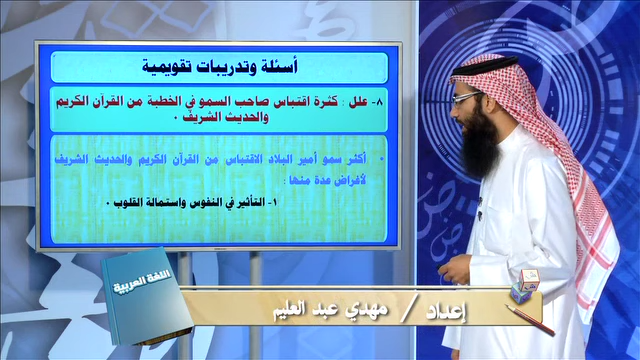 أسئلة وتدريبات تقويمية
٨- علل : كثرة اقتباس صاحب السمو في الخطبة من القرآن الكريم
والحديث الشريف ٠
• أكثر سمو أمير البلاد الاقتباس من القرآن الكريم والحديث الشريف
لأغراض عدة منها :
١- التأثير في النفوس واستمالة القلوب ٠
اللغة العربية
إعداد / مهدي عبد العليم